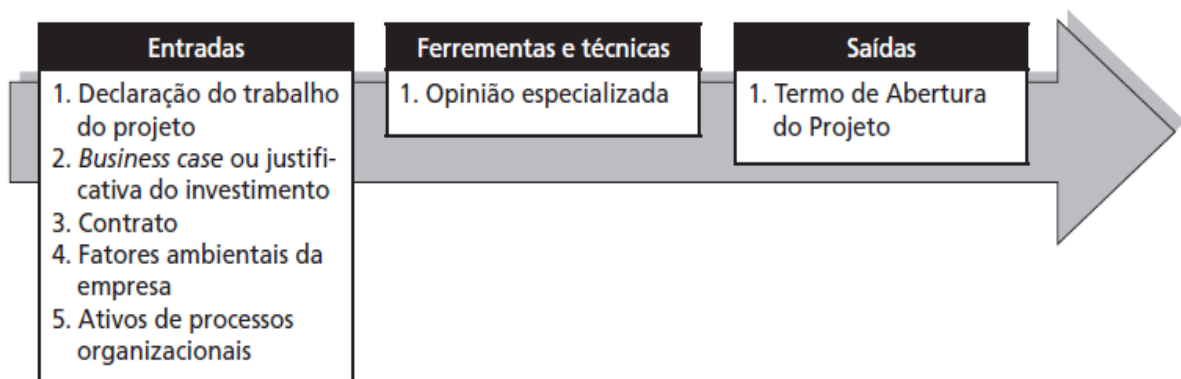 Entradas
1. Declaração do trabalho
do projeto
2. Business case ou justifi-
cativa do investimento
3. Contrato
4. Fatores ambientais da
empresa
5. Ativos de processos
organizacionais
Ferrementas e técnicas
1. Opinião especializada
Saídas
1. Termo de Abertura
do Projeto